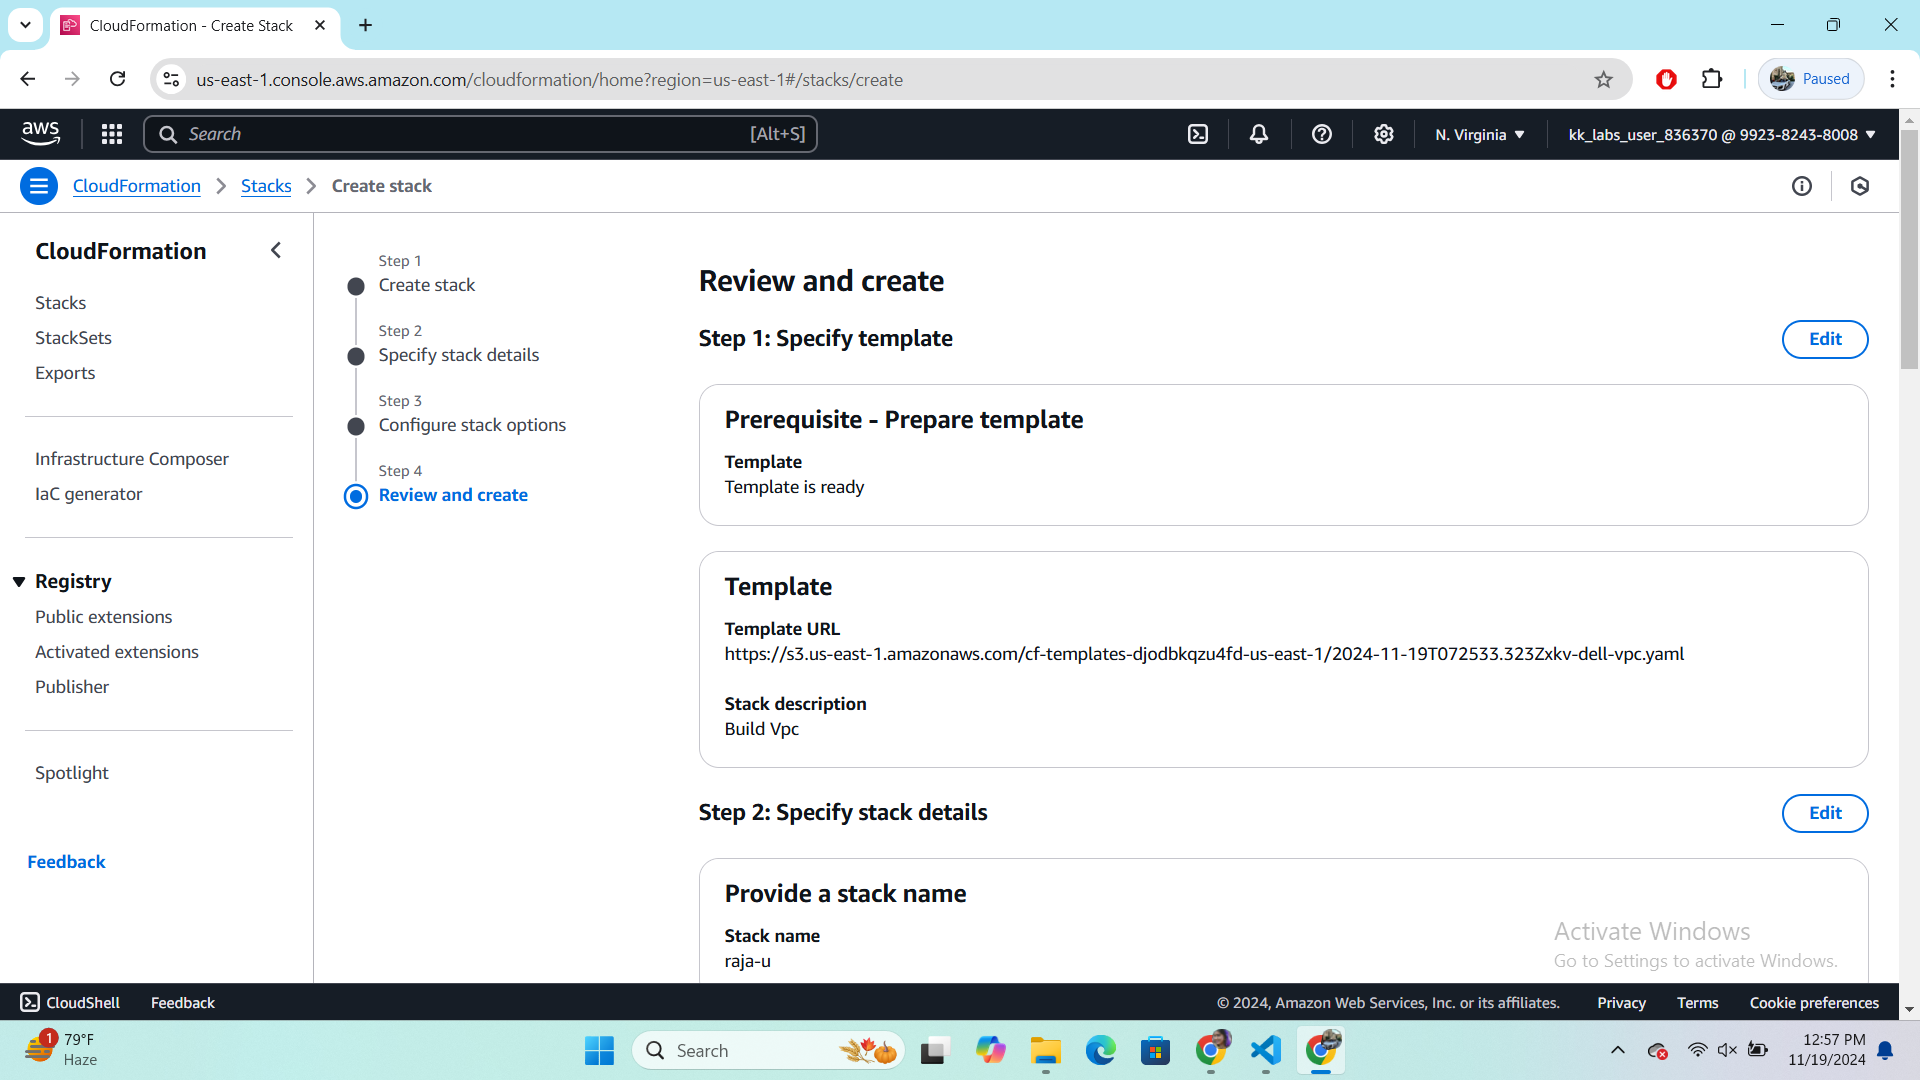 CloudFormation - Create Stack
us-east-1.console.aws.amazon.com/cloudformation/home?region=us-east-1#/stacks/create
Paused
aws
Search
[Alt+S]
N. Virginia
kk_labs_user_836370 @ 9923-8243-8008
CloudFormation
Stacks
Create stack
CloudFormation
Stacks
StackSets
Exports
Infrastructure Composer
IaC generator
Registry
Public extensions
Activated extensions
Publisher
Spotlight
Feedback
Step 1
Create stack
Step 2
Specify stack details
Step 3
Configure stack options
Step 4
Review and create
Review and create
Step 1: Specify template
Edit
Prerequisite - Prepare template
Template
Template is ready
Template
Template URL
https://s3.us-east-1.amazonaws.com/cf-templates-djodbkqzu4fd-us-east-1/2024-11-19T072533.323Zxkv-dell-vpc.yaml
Stack description
Build Vpc
Step 2: Specify stack details
Edit
Provide a stack name
Stack name
raja-u
Activate Windows
Go to Settings to activate Windows.
CloudShell
Feedback
© 2024, Amazon Web Services, Inc. or its affiliates.
Privacy
Terms
Cookie preferences
1
79°F
Haze
Search
12:57 PM
11/19/2024